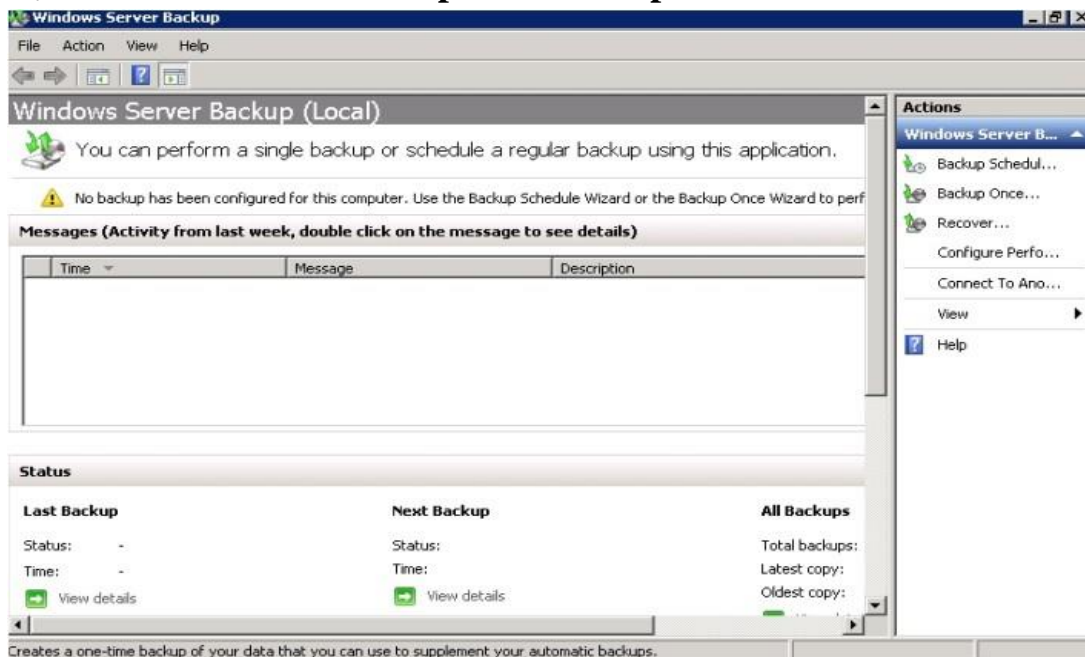 Windows Server Backup
File Action View Help
Windows Server Backup (Local)
You can perform a single backup or schedule a regular backup using this application.
No backup has been configured for this computer. Use the Backup Schedule Wizard or the Backup Once Wizard to perf
Messages (Activity from last week, double click on the message to see details)
Time Message Description
Status
Last Backup Next Backup All Backups
Status: - Status: Total backups:
Time: - Time: Latest copy:
View details View details Oldest copy:
Actions
Windows Server B...
Backup Schedul...
Backup Once...
Recover...
Configure Perfo...
Connect To Ano...
View
Help
Creates a one-time backup of your data that you can use to supplement your automatic backups.